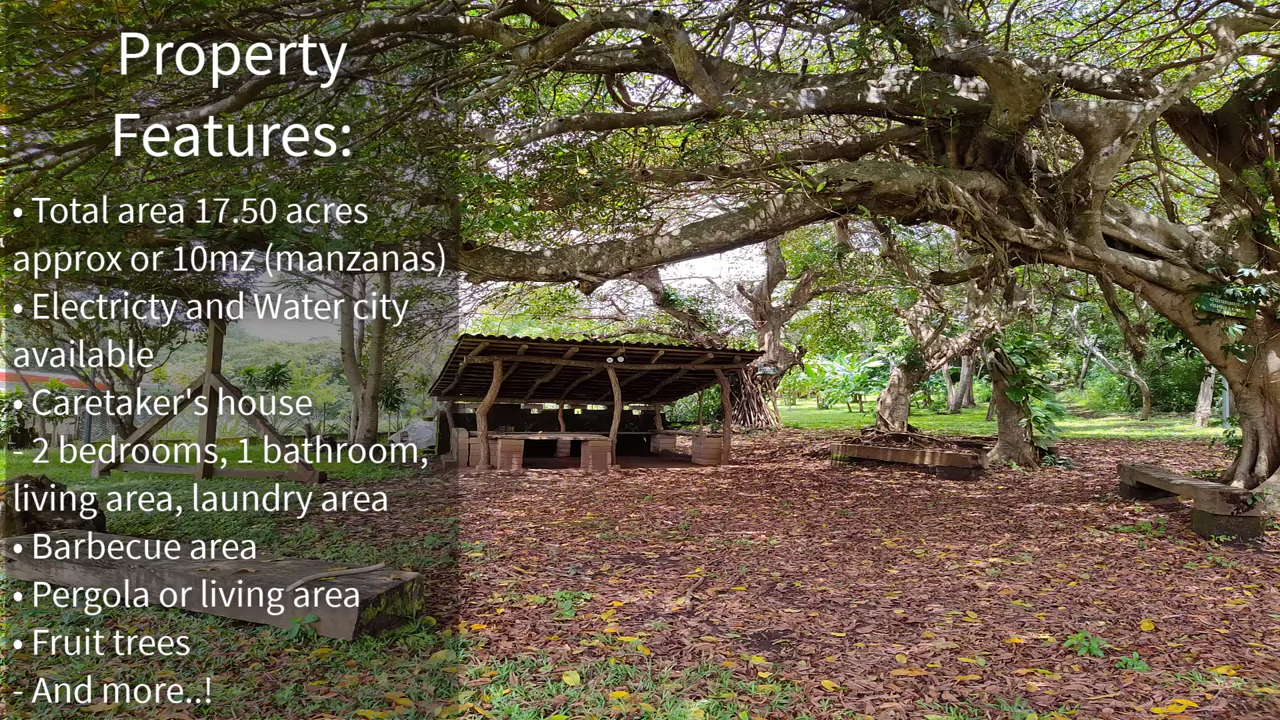 Property
Features:
• Total area 17.50 acres
approx or 10mz (manzanas)
• Electricty and Water city
available
• Caretaker's house
- 2 bedrooms, 1 bathroom,
living area, laundry area
• Barbecue area
• Pergola or living area
• Fruit trees
- And more..!